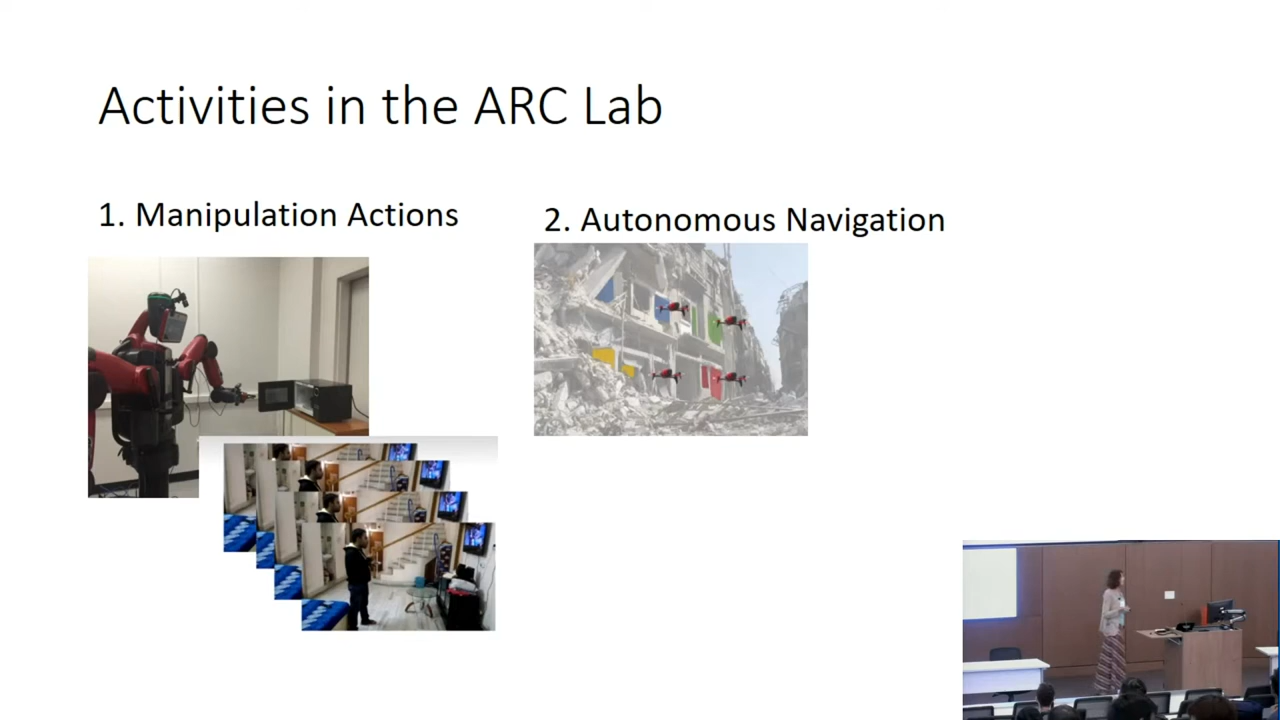 Activities in the ARC Lab
1. Manipulation Actions
2. Autonomous Navigation